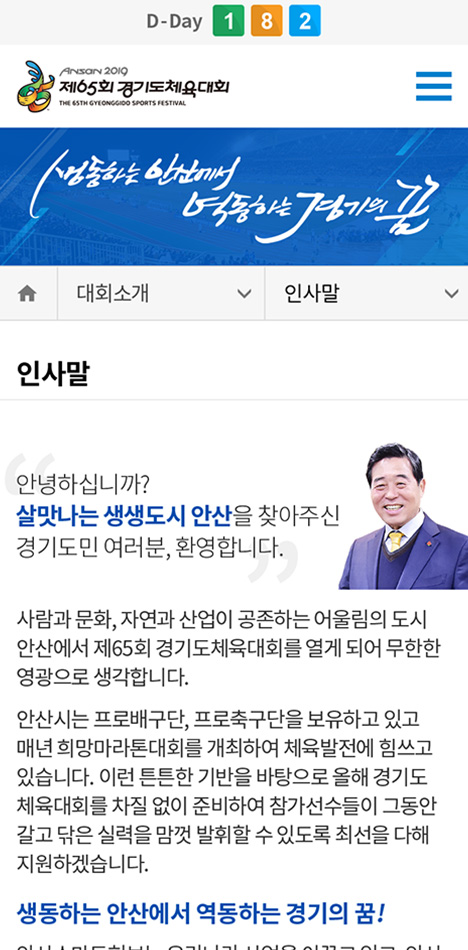 D-Day 1 8 2
ANSAN 2019
제65회 경기도체육대회
THE 65TH GYEONGGIDO SPORTS FESTIVAL
생동하는 안산에서
역동하는 경기의 꿈
대회소개 인사말
인사말
안녕하십니까?
살맛나는 생생도시 안산을 찾아주신
경기도민 여러분, 환영합니다.
사람과 문화, 자연과 산업이 공존하는 어울림의 도시
안산에서 제65회 경기도체육대회를 열게 되어 무한한
영광으로 생각합니다.
안산시는 프로배구단, 프로축구단을 보유하고 있고
매년 희망마라톤대회를 개최하여 체육발전에 힘쓰고
있습니다. 이런 튼튼한 기반을 바탕으로 올해 경기도
체육대회를 차질 없이 준비하여 참가선수들이 그동안
갈고 닦은 실력을 맘껏 발휘할 수 있도록 최선을 다해
지원하겠습니다.
생동하는 안산에서 역동하는 경기의 꿈!